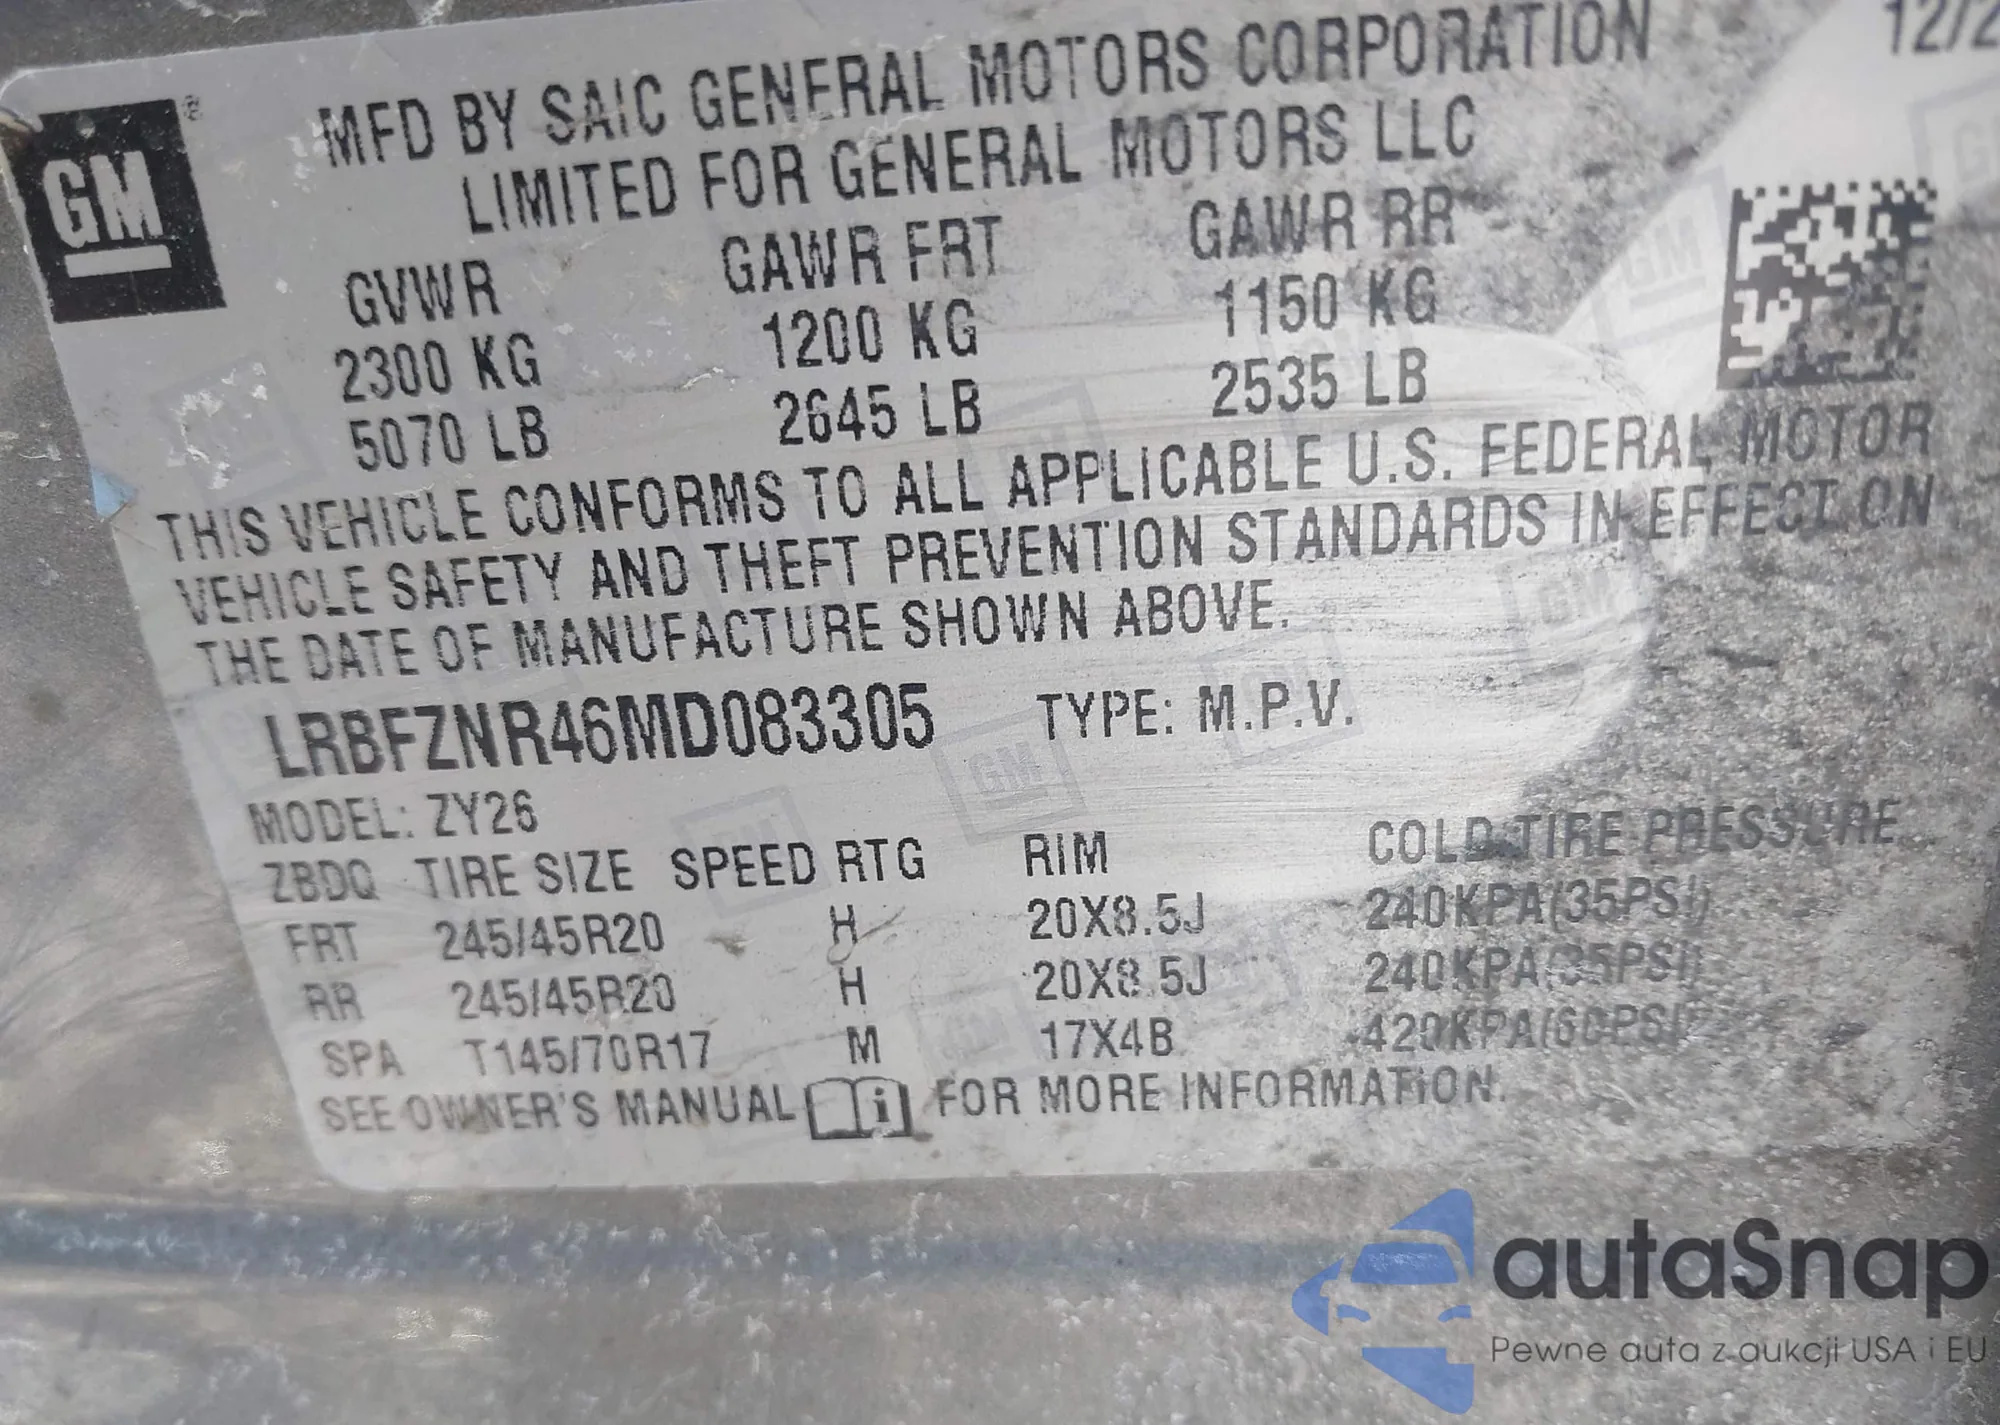 12/2
GM ®
MFD BY SAIC GENERAL MOTORS CORPORATION
LIMITED FOR GENERAL MOTORS LLC
GVWR GAWR FRT GAWR RR
2300 KG 1200 KG 1150 KG
5070 LB 2645 LB 2535 LB
THIS VEHICLE CONFORMS TO ALL APPLICABLE U.S. FEDERAL MOTOR
VEHICLE SAFETY AND THEFT PREVENTION STANDARDS IN EFFECT ON
THE DATE OF MANUFACTURE SHOWN ABOVE.
LRBFZNR46MD083305 TYPE: M.P.V.
MODEL: ZY26
ZBDQ TIRE SIZE SPEED RTG RIM COLD TIRE PRESSURE
FRT 245/45R20 H 20X8.5J 240KPA(35PSI)
RR 245/45R20 H 20X8.5J 240KPA(35PSI)
SPA T145/70R17 M 17X4B 420KPA(60PSI)
SEE OWNER'S MANUAL i FOR MORE INFORMATION.
autaSnap
Pewne auta z aukcji USA i EU